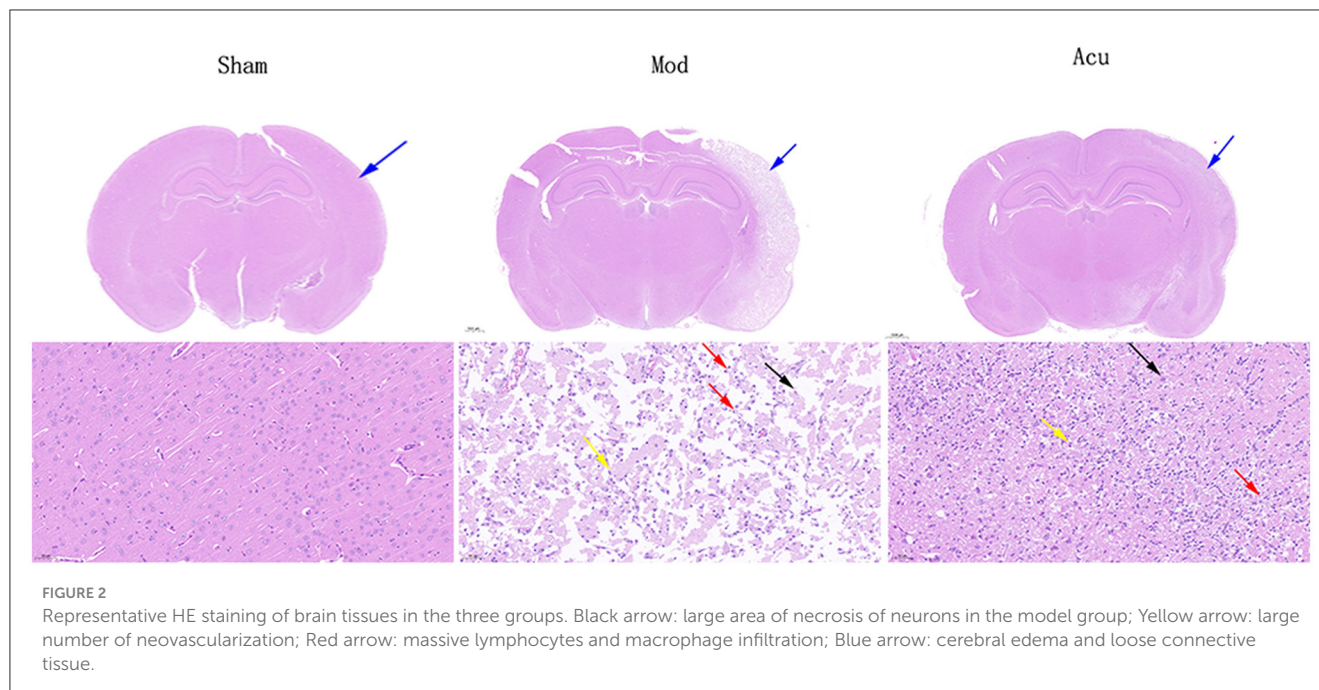 Sham
Mod
Acu
FIGURE 2
Representative HE staining of brain tissues in the three groups. Black arrow: large area of necrosis of neurons in the model group; Yellow arrow: large
number of neovascularization; Red arrow: massive lymphocytes and macrophage infiltration; Blue arrow: cerebral edema and loose connective
tissue.